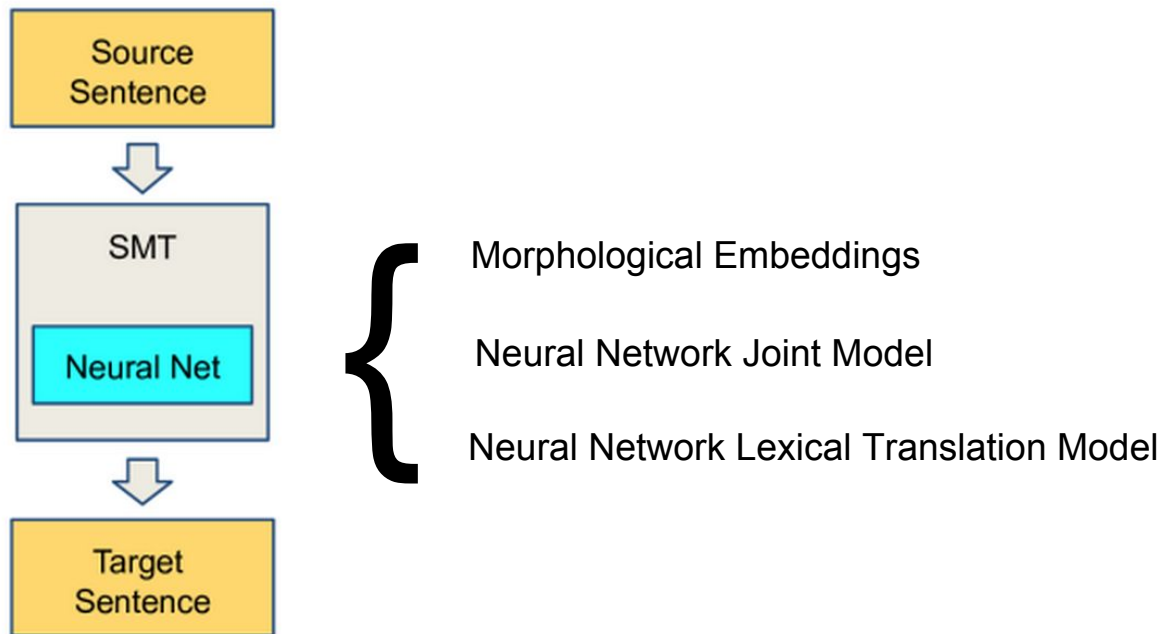 Source
Sentence
SMT
Neural Net
Morphological Embeddings
Neural Network Joint Model
Neural Network Lexical Translation Model
Target
Sentence